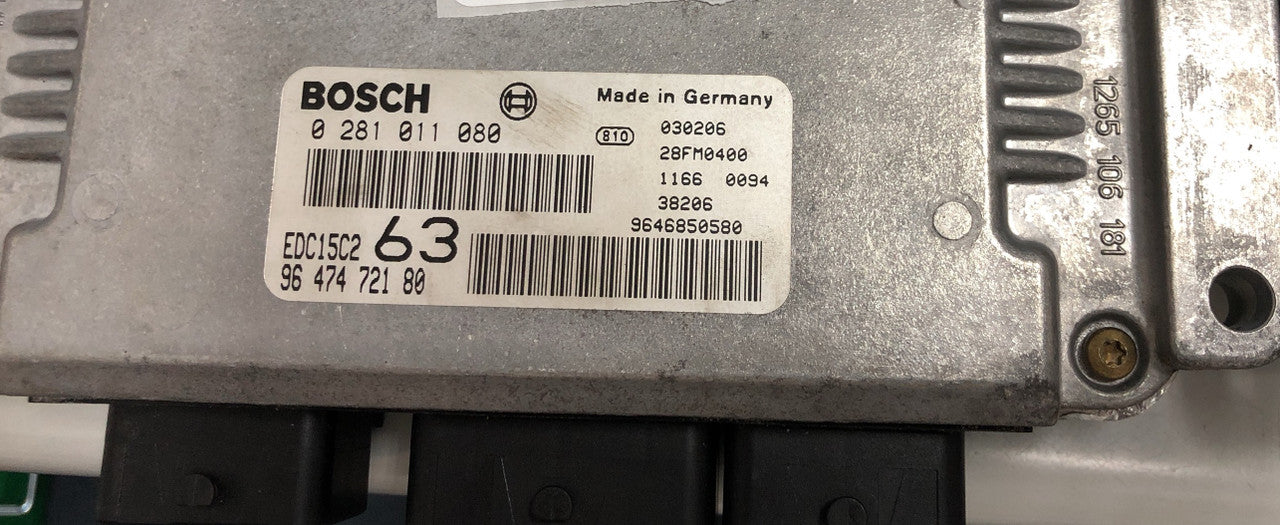 BOSCH
Made in Germany
0 281 011 080
810
030206
28FM0400
1166 0094
38206
9646850580
EDC15C2 63
96 474 721 80
1265 106 181